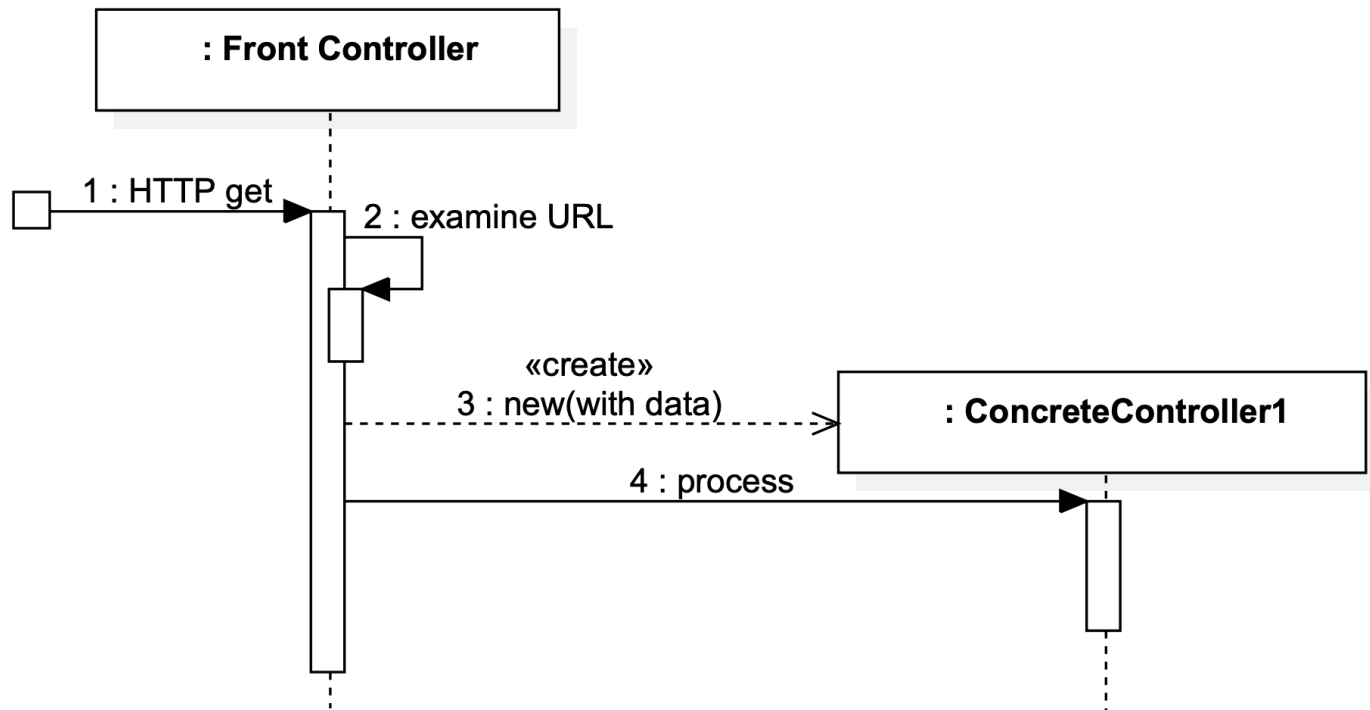 : Front Controller
1 : HTTP get
2 : examine URL
«create»
3 : new(with data)
: ConcreteController1
4 : process